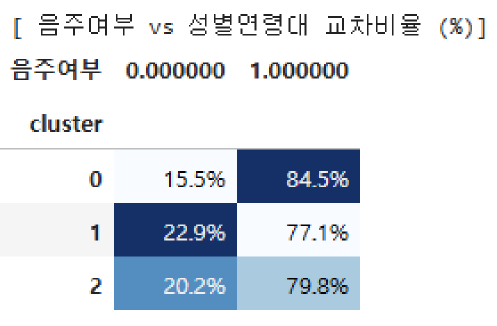 [ 음주여부 vs 성별연령대 교차비율 (%)]
음주여부 0.000000 1.000000
cluster
0 15.5% 84.5%
1 22.9% 77.1%
2 20.2% 79.8%